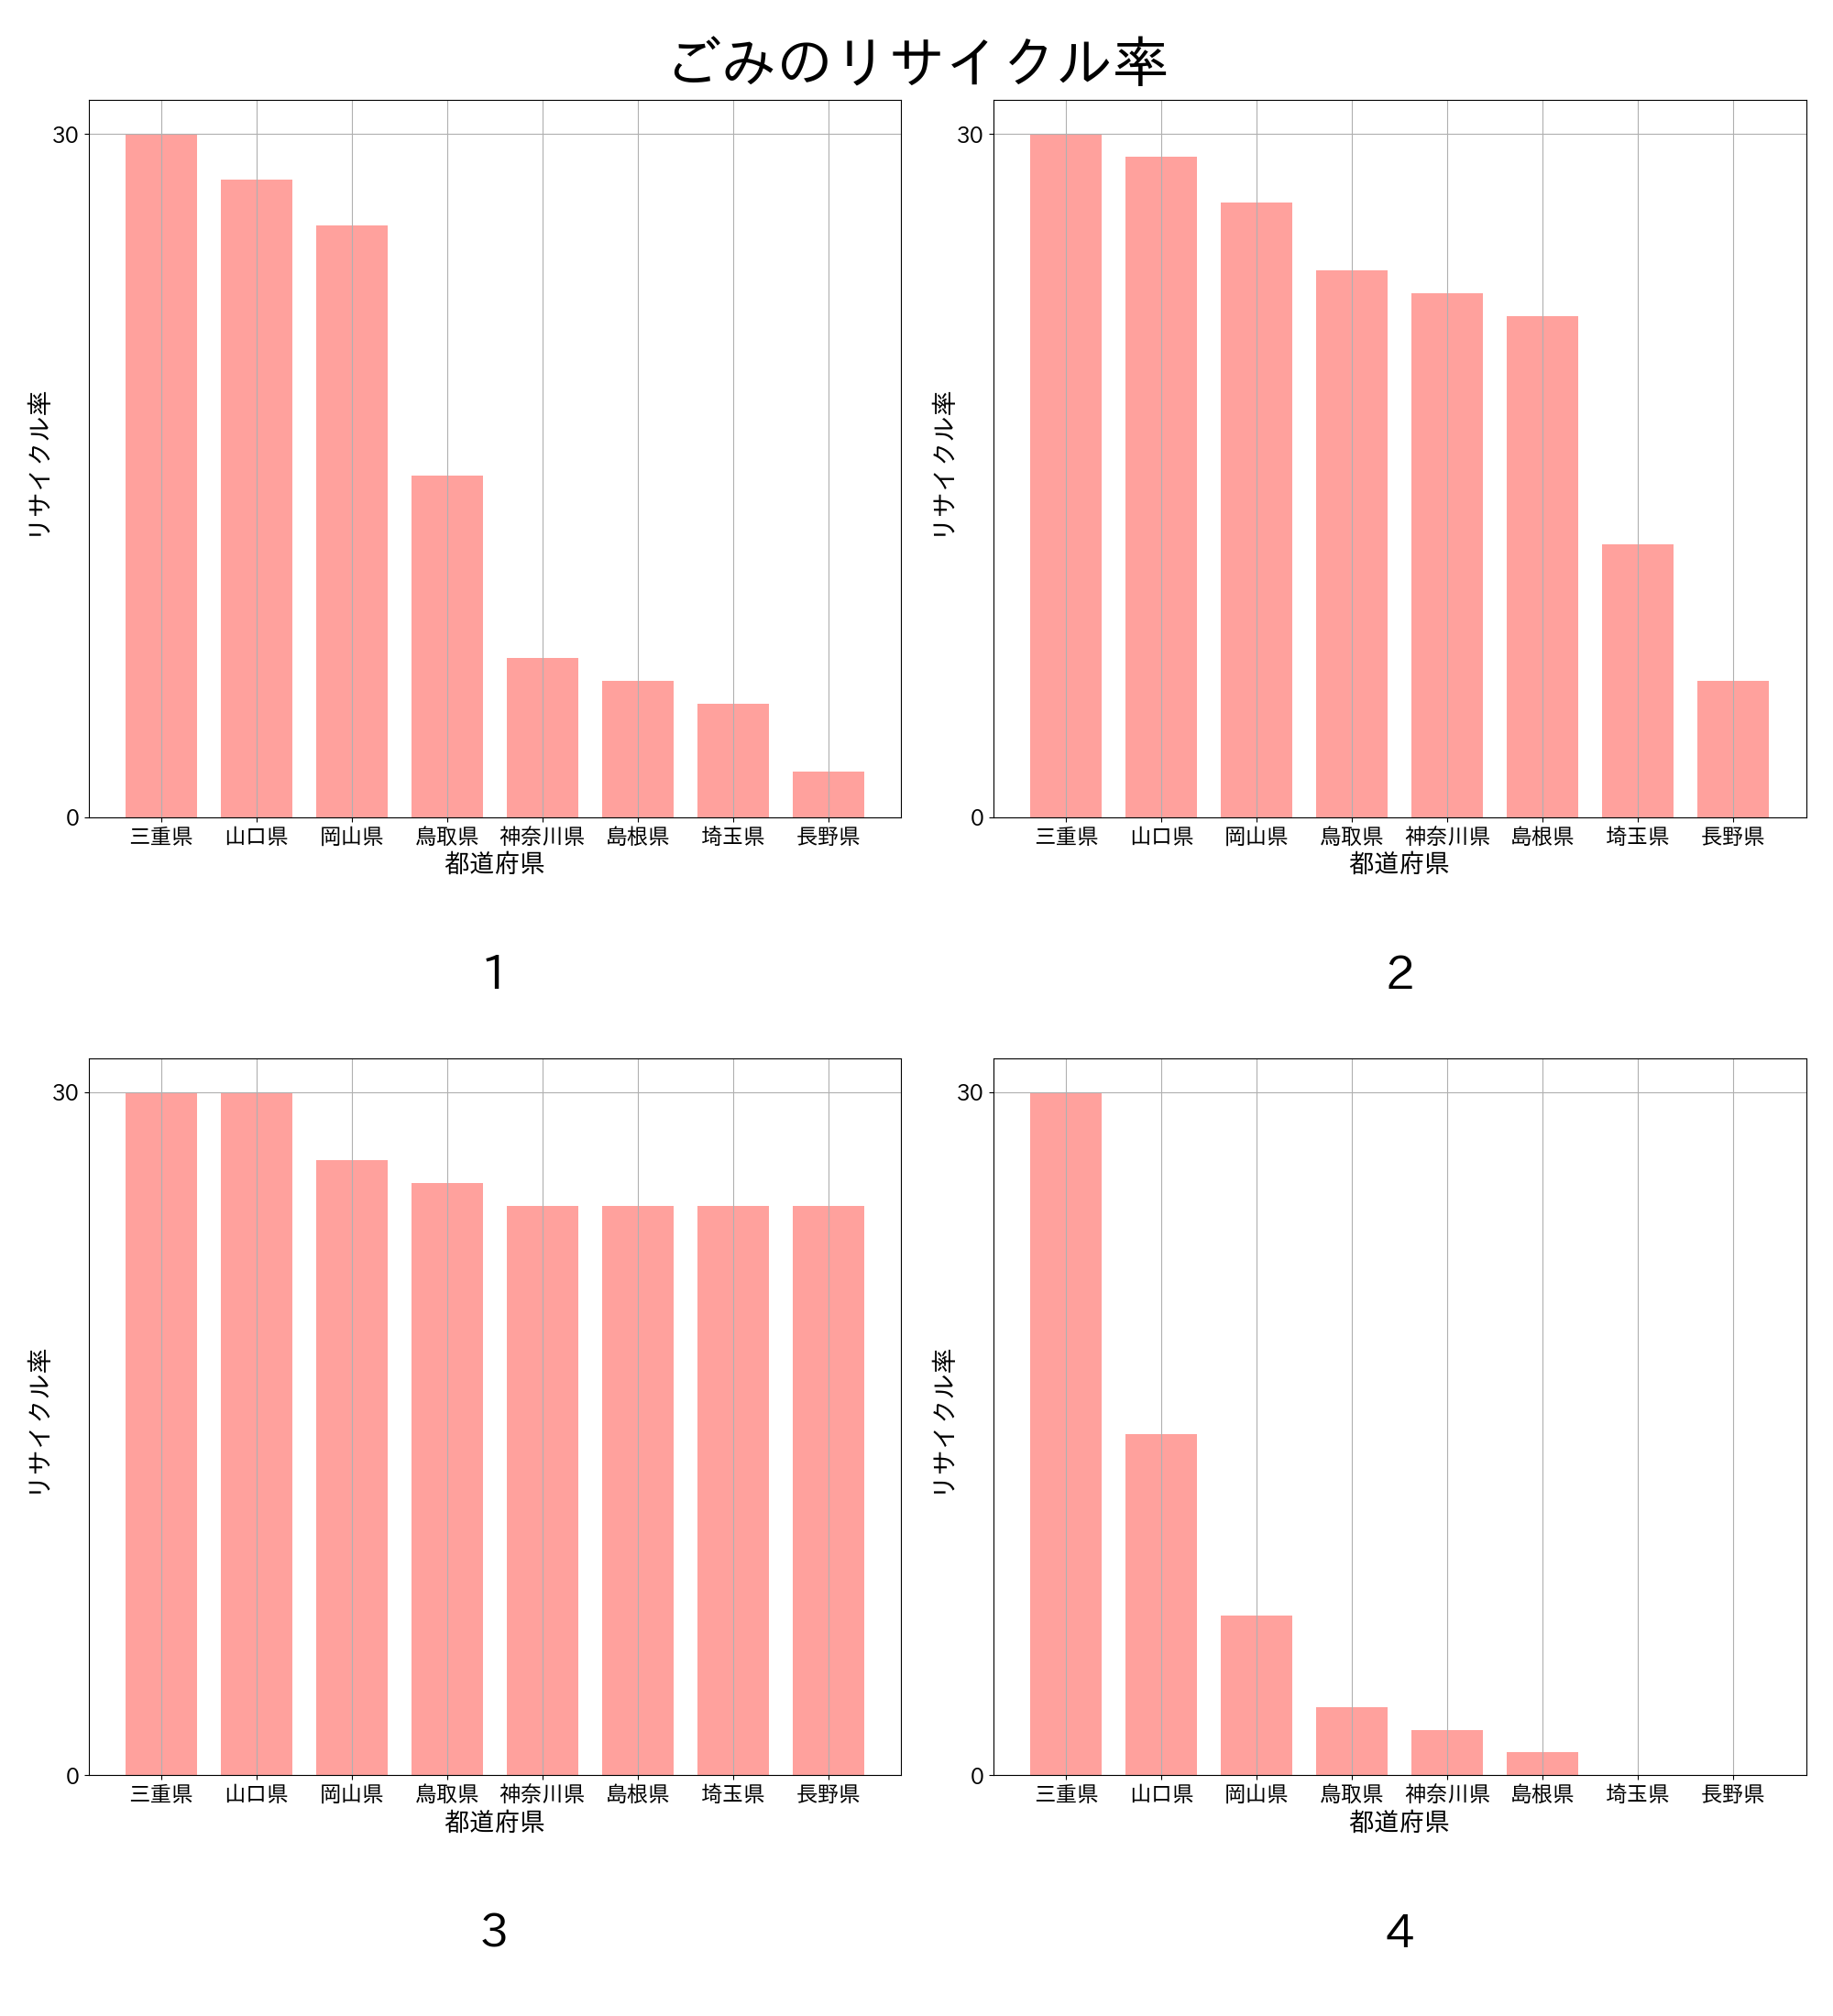 ごみのリサイクル率
30
0
リサイクル率
三重県 山口県 岡山県 鳥取県 神奈川県 島根県 埼玉県 長野県
都道府県
1
30
0
リサイクル率
三重県 山口県 岡山県 鳥取県 神奈川県 島根県 埼玉県 長野県
都道府県
2
30
0
リサイクル率
三重県 山口県 岡山県 鳥取県 神奈川県 島根県 埼玉県 長野県
都道府県
3
30
0
リサイクル率
三重県 山口県 岡山県 鳥取県 神奈川県 島根県 埼玉県 長野県
都道府県
4